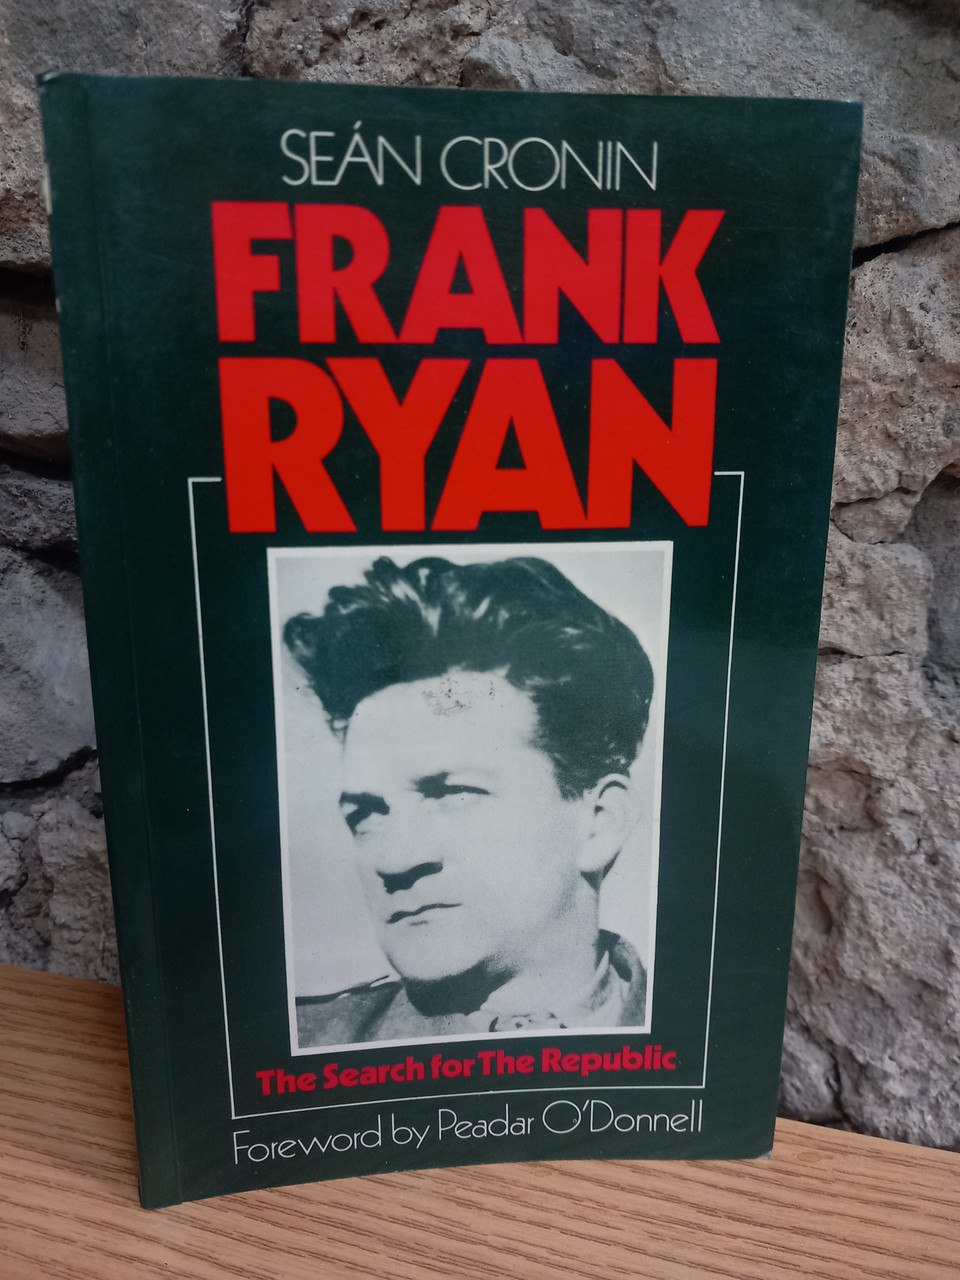 SEÁN CRONIN
FRANK
RYAN
The Search for The Republic
Foreword by Peadar O'Donnell